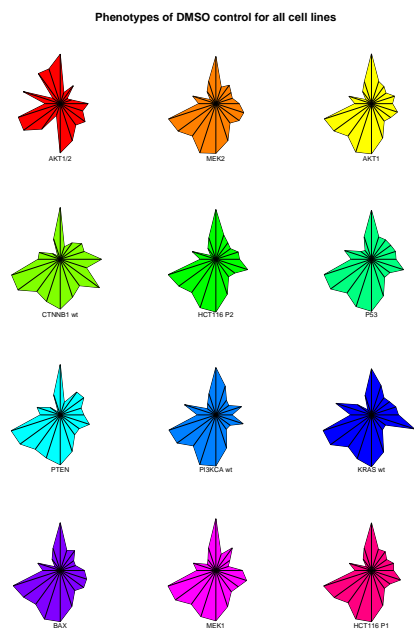 Phenotypes of DMSO control for all cell lines
AKT1/2
MEK2
AKT1
CTNNB1 wt
HCT116 P2
P53
PTEN
PI3KCA wt
KRAS wt
BAX
MEK1
HCT116 P1